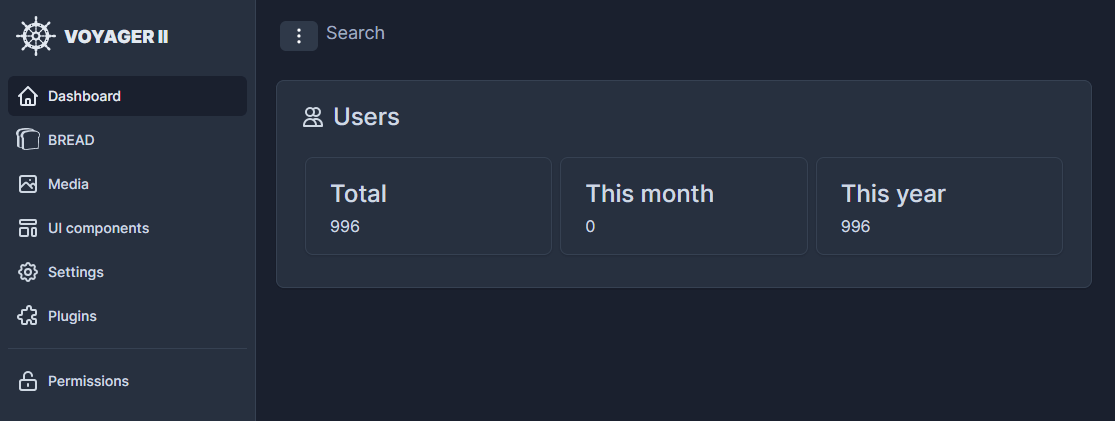 VOYAGER II
Dashboard
BREAD
Media
UI components
Settings
Plugins
Permissions
Search
Users
Total
996
This month
0
This year
996